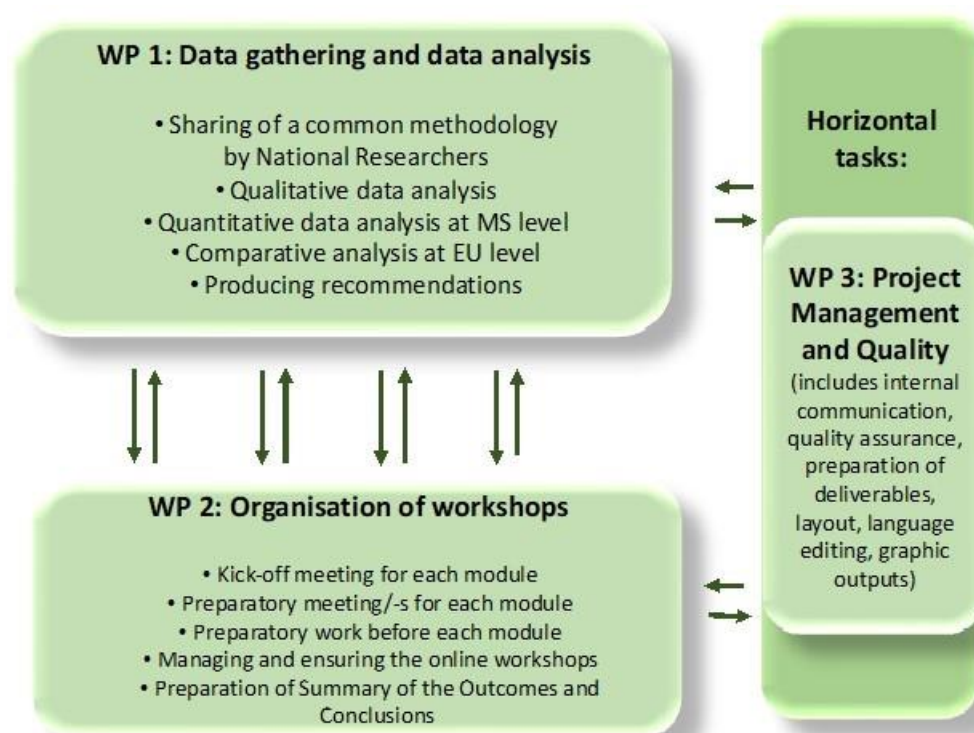 WP 1: Data gathering and data analysis
• Sharing of a common methodology
by National Researchers
• Qualitative data analysis
• Quantitative data analysis at MS level
• Comparative analysis at EU level
• Producing recommendations
WP 2: Organisation of workshops
• Kick-off meeting for each module
• Preparatory meeting/-s for each module
• Preparatory work before each module
• Managing and ensuring the online workshops
• Preparation of Summary of the Outcomes and
Conclusions
Horizontal
tasks:
WP 3: Project
Management
and Quality
(includes internal
communication,
quality assurance,
preparation of
deliverables,
layout, language
editing, graphic
outputs)